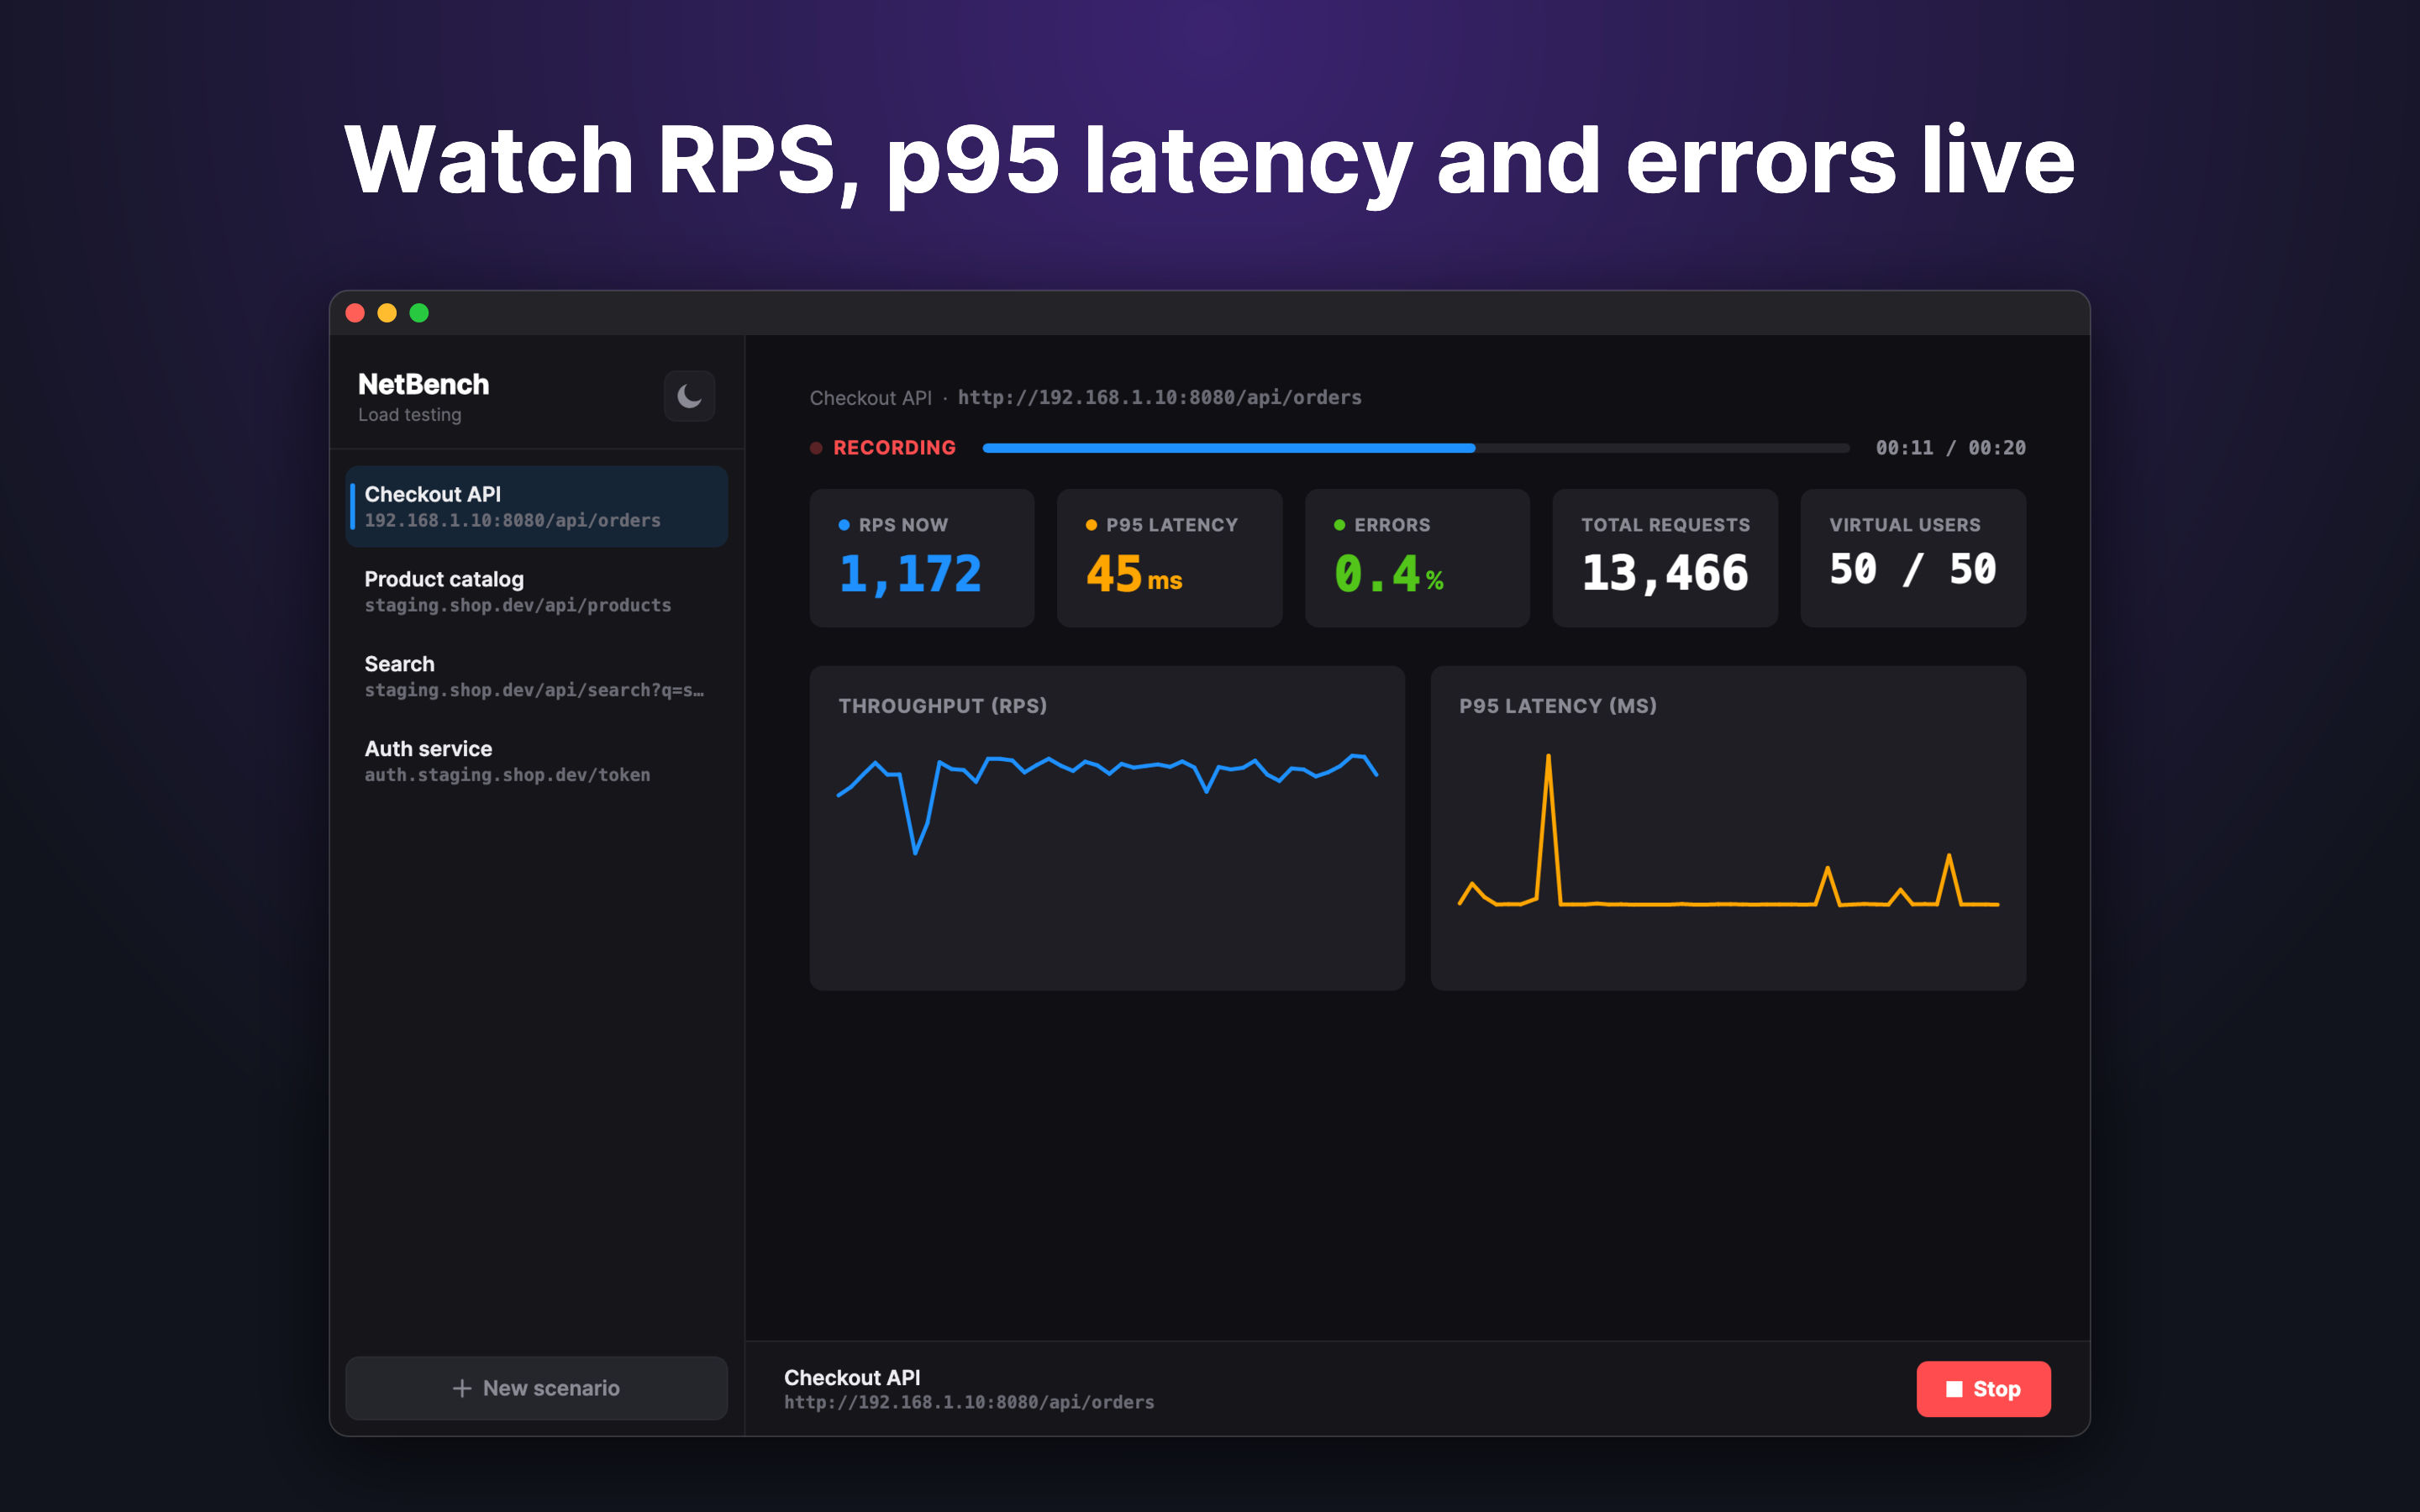 Watch RPS, p95 latency and errors live
NetBench
Load testing
Checkout API
192.168.1.10:8080/api/orders
Product catalog
staging.shop.dev/api/products
Search
staging.shop.dev/api/search?q=s…
Auth service
auth.staging.shop.dev/token
+ New scenario
Checkout API · http://192.168.1.10:8080/api/orders
RECORDING 00:11 / 00:20
RPS NOW
1,172
P95 LATENCY
45 ms
ERRORS
0.4 %
TOTAL REQUESTS
13,466
VIRTUAL USERS
50 / 50
THROUGHPUT (RPS)
P95 LATENCY (MS)
Checkout API
http://192.168.1.10:8080/api/orders
Stop